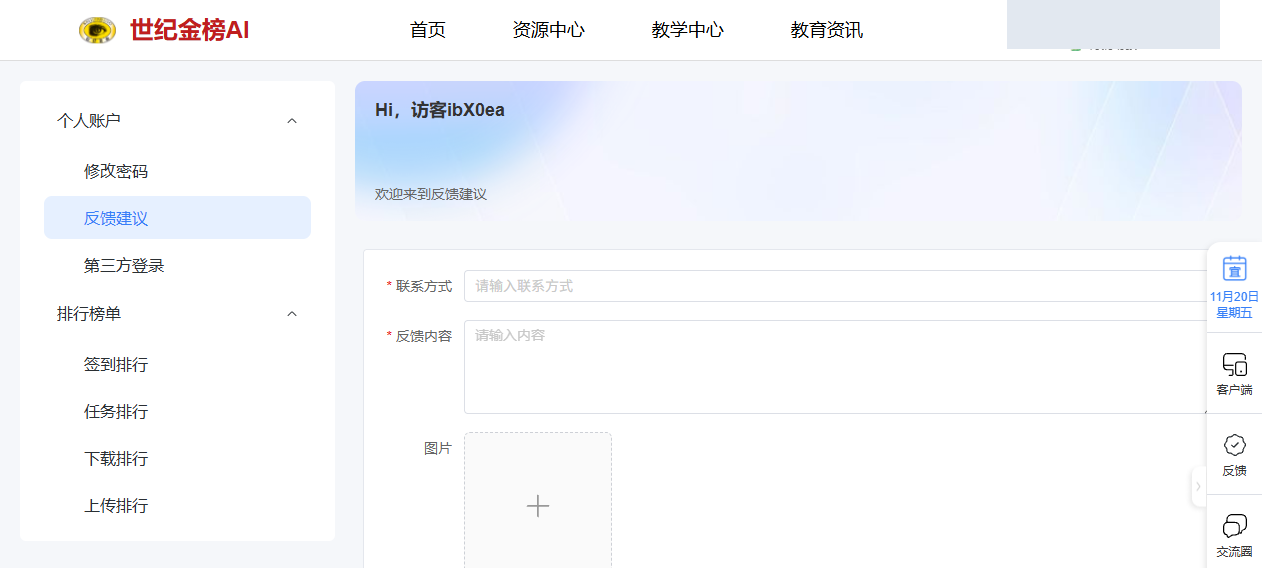 世纪金榜AI
首页
资源中心
教学中心
教育资讯
个人账户
修改密码
反馈建议
第三方登录
排行榜单
签到排行
任务排行
下载排行
上传排行
Hi，访客ibX0ea
欢迎来到反馈建议
* 联系方式
请输入联系方式
* 反馈内容
请输入内容
图片
宜
11月20日
星期五
客户端
反馈
交流圈